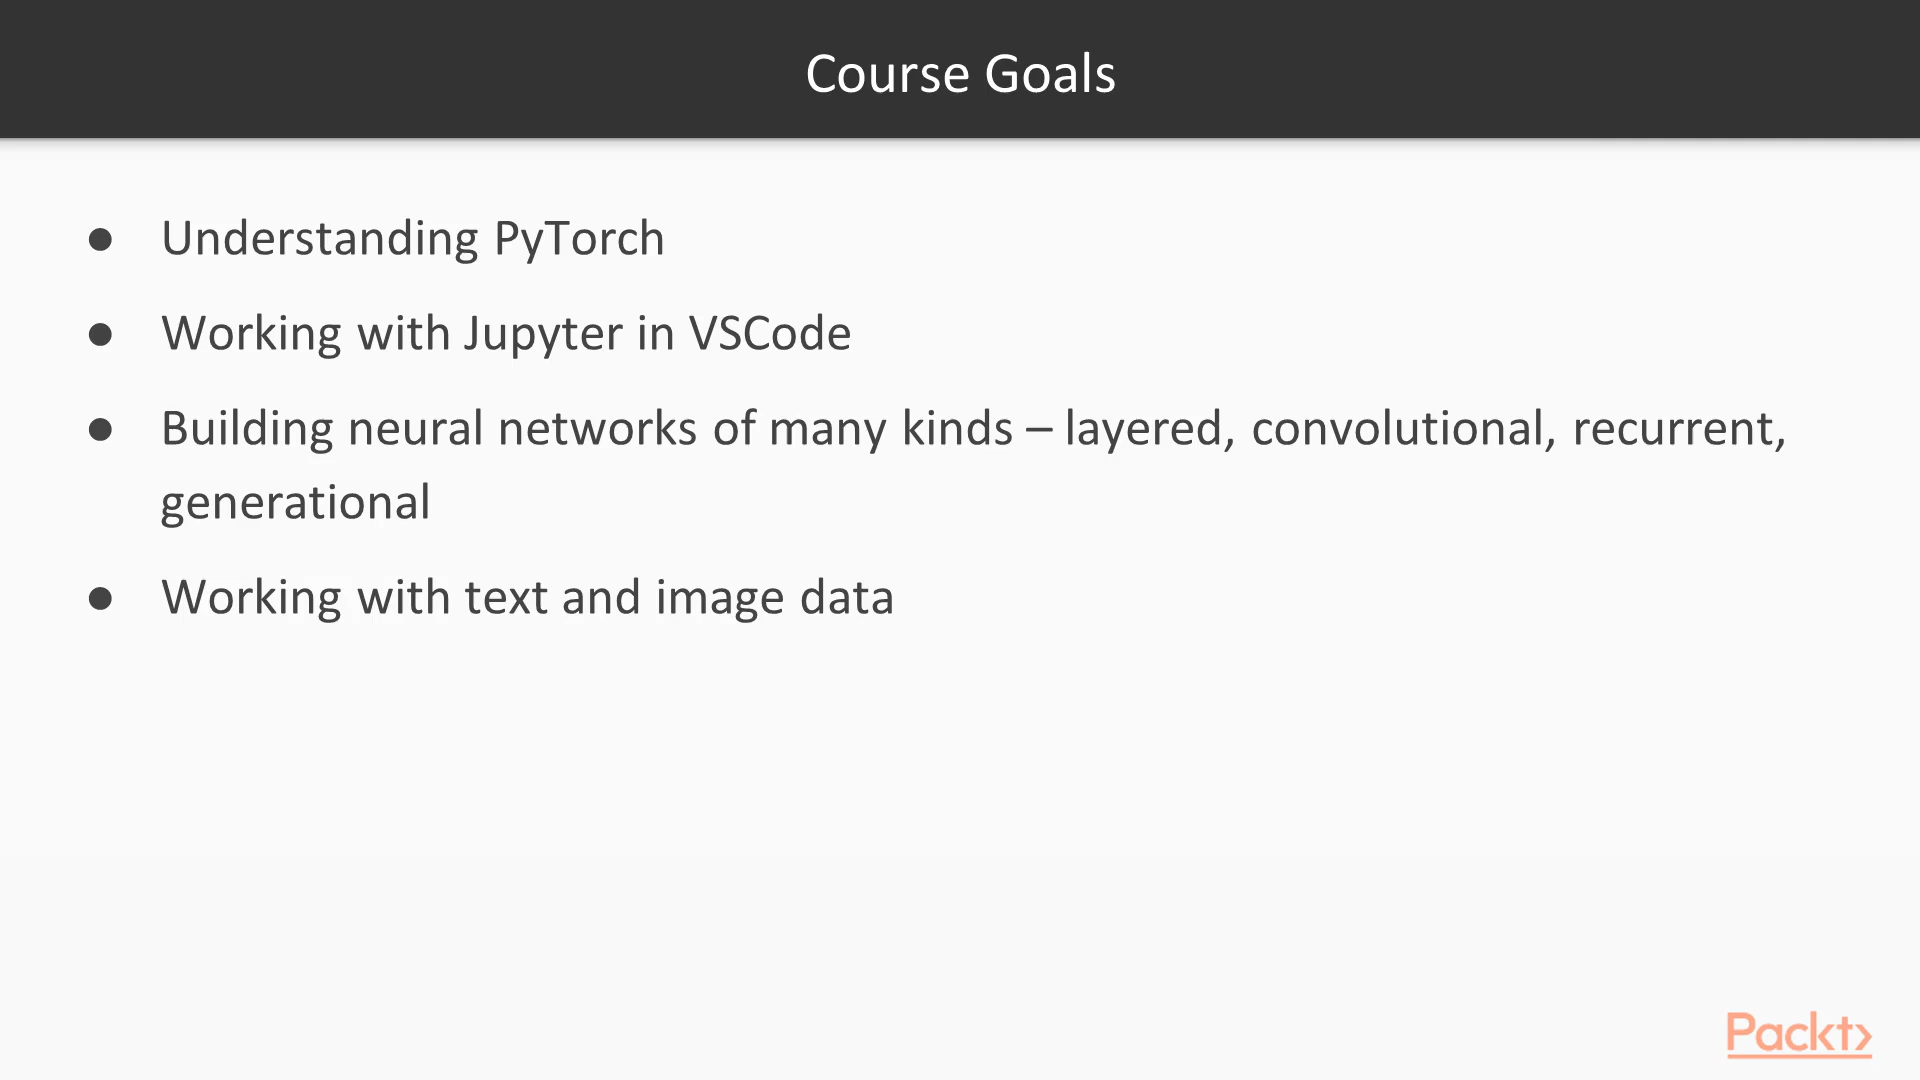 Course Goals
● Understanding PyTorch
● Working with Jupyter in VSCode
● Building neural networks of many kinds – layered, convolutional, recurrent,
generational
● Working with text and image data
Packt>